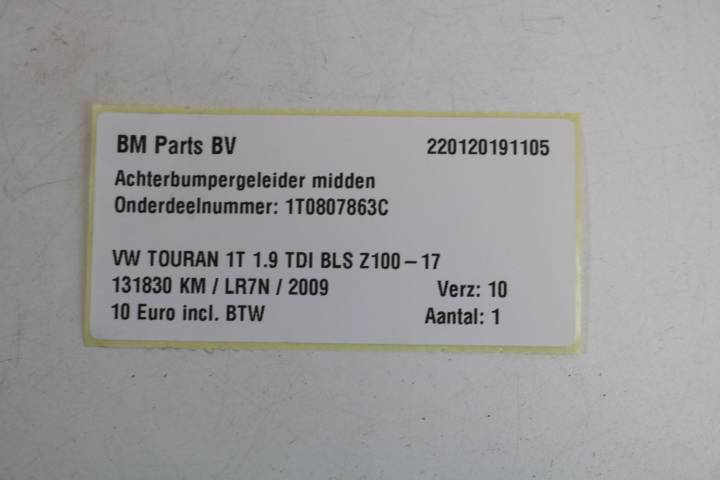 BM Parts BV 220120191105
Achterbumpergeleider midden
Onderdeelnummer: 1T0807863C
VW TOURAN 1T 1.9 TDI BLS Z100-17
131830 KM / LR7N / 2009 Verz: 10
10 Euro incl. BTW Aantal: 1